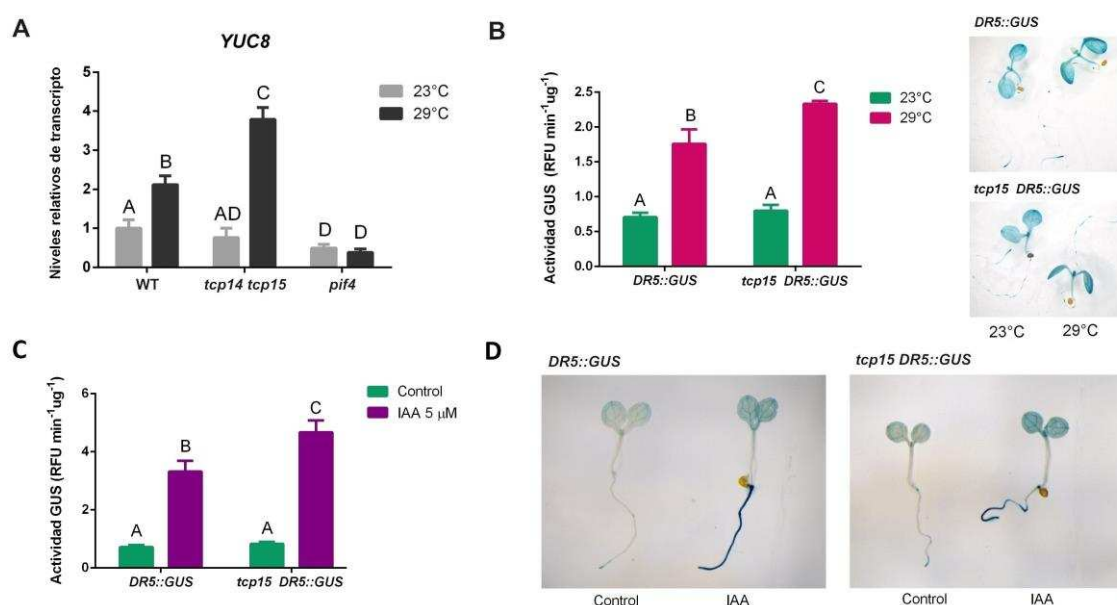 A
YUC8
Niveles relativos de transcripto
5
4
3
2
1
0
23°C
29°C
A
B
AD
C
D
D
WT
tcp14 tcp15
pif4
B
Actividad GUS (RFU min-1ug-1)
2.5
2.0
1.5
1.0
0.5
0.0
23°C
29°C
A
B
A
C
DR5::GUS
tcp15 DR5::GUS
DR5::GUS
tcp15 DR5::GUS
23°C 29°C
C
Actividad GUS (RFU min-1ug-1)
6
4
2
0
Control
IAA 5 μM
A
B
A
C
DR5::GUS
tcp15 DR5::GUS
D
DR5::GUS
tcp15 DR5::GUS
Control IAA
Control IAA